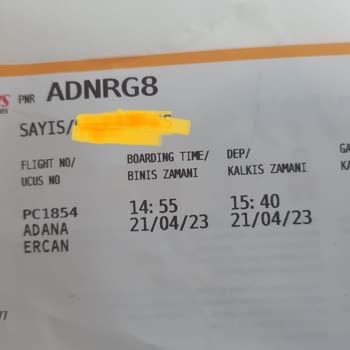 PNR ADNRG8
SAYIS/
FLIGHT NO/ BOARDING TIME/ DEP/
UCUS NO BINIS ZAMANI KALKIS ZAMANI
PC1854 14:55 15:40
ADANA 21/04/23 21/04/23
ERCAN